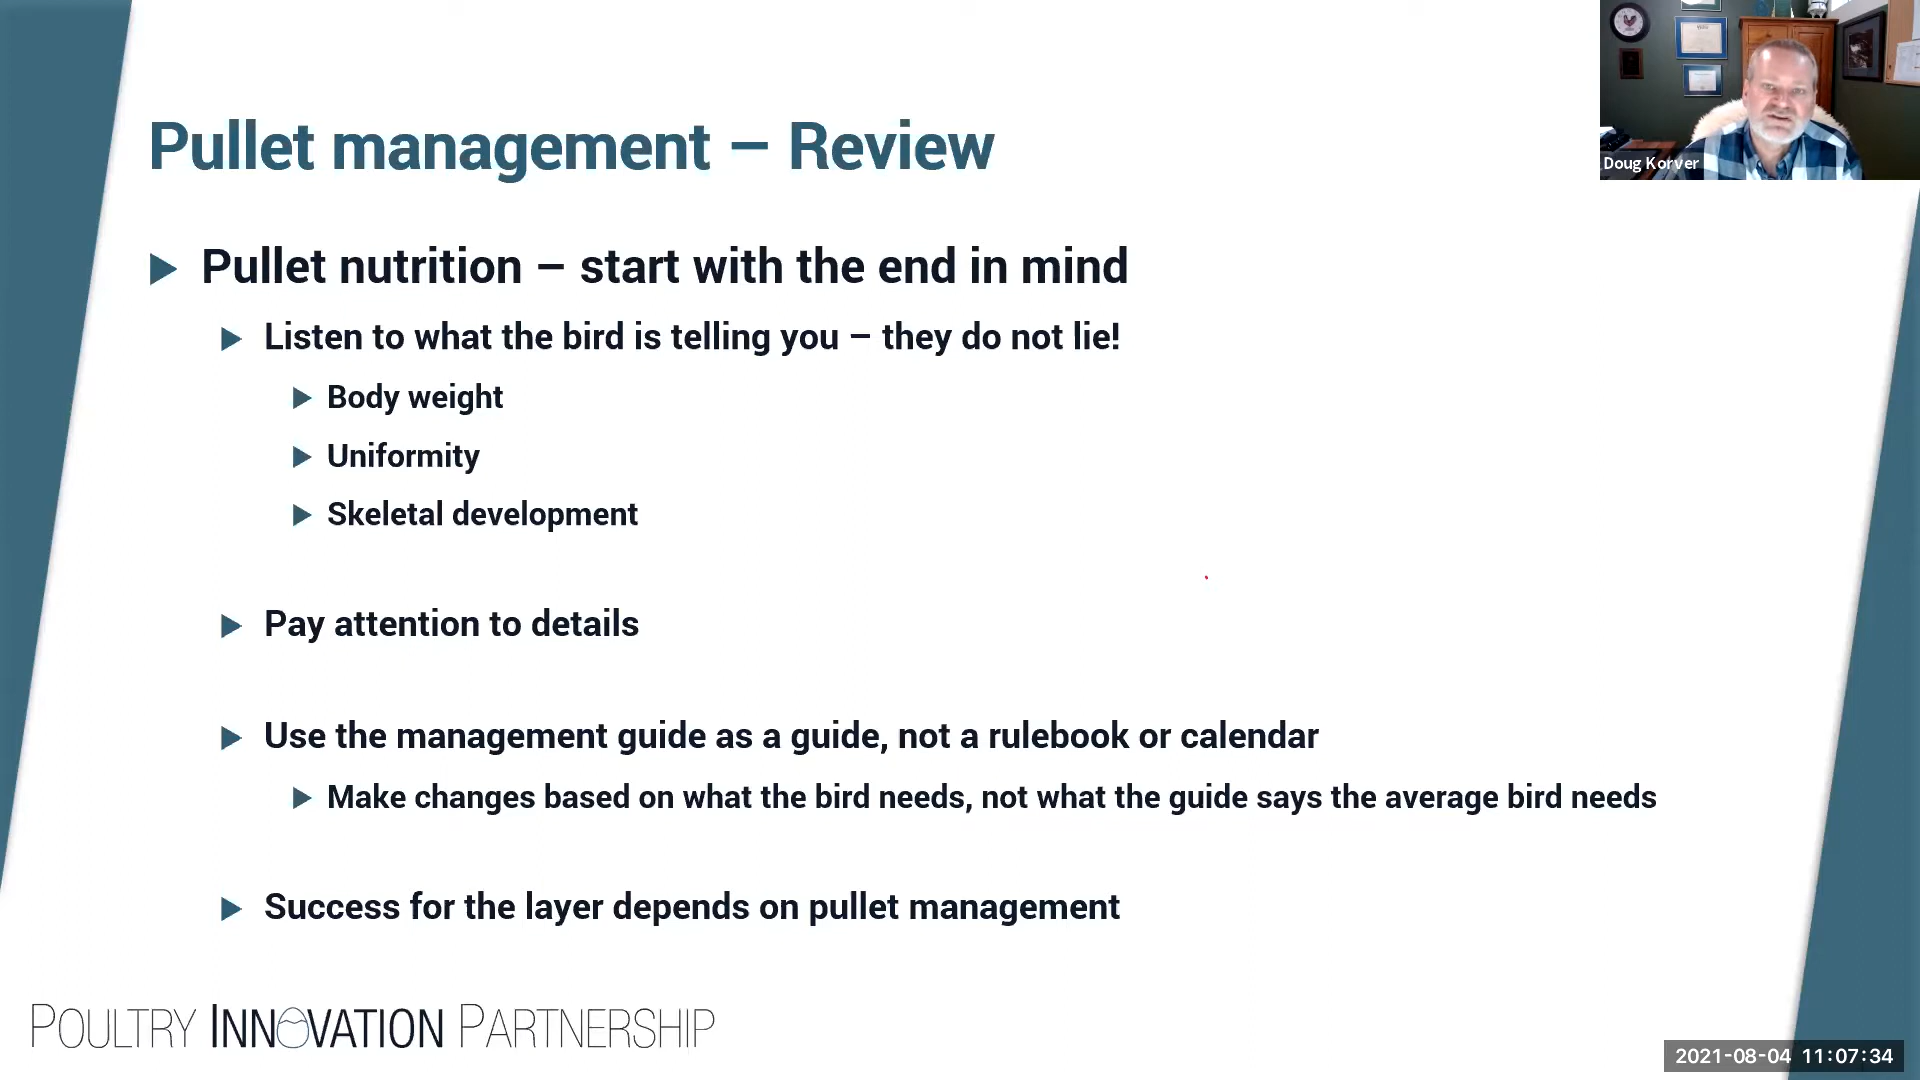 Pullet management – Review
Doug Korver
Pullet nutrition – start with the end in mind
Listen to what the bird is telling you – they do not lie!
Body weight
Uniformity
Skeletal development
Pay attention to details
Use the management guide as a guide, not a rulebook or calendar
Make changes based on what the bird needs, not what the guide says the average bird needs
Success for the layer depends on pullet management
POULTRY INNOVATION PARTNERSHIP
2021-08-04 11:07:34